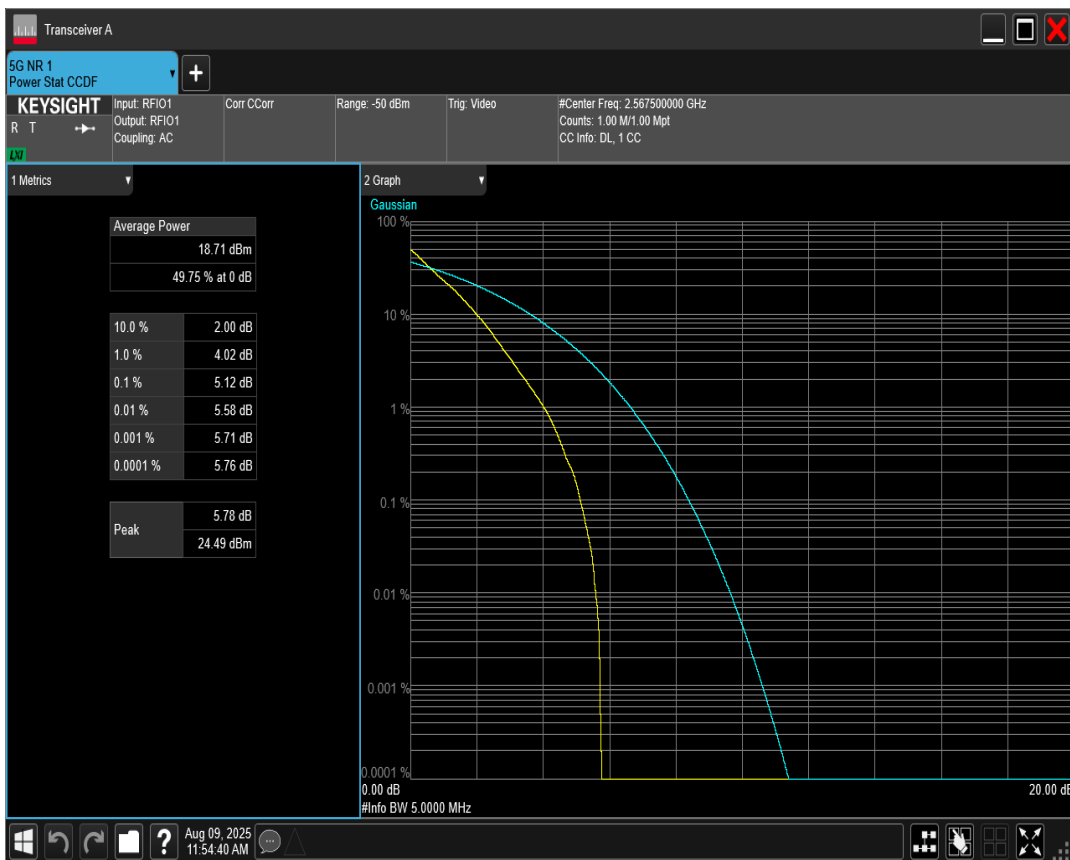 Transceiver A
5G NR 1
Power Stat CCDF
+
KEYSIGHT
R T
LXI
Input: RFIO1
Output: RFIO1
Coupling: AC
Corr CCorr
Range: -50 dBm
Trig: Video
#Center Freq: 2.567500000 GHz
Counts: 1.00 M/1.00 Mpt
CC Info: DL, 1 CC
1 Metrics
Average Power
18.71 dBm
49.75 % at 0 dB
10.0 % 2.00 dB
1.0 % 4.02 dB
0.1 % 5.12 dB
0.01 % 5.58 dB
0.001 % 5.71 dB
0.0001 % 5.76 dB
Peak
5.78 dB
24.49 dBm
2 Graph
Gaussian
100 %
10 %
1 %
0.1 %
0.01 %
0.001 %
0.0001 %
0.00 dB 20.00 dB
#Info BW 5.0000 MHz
?
Aug 09, 2025
11:54:40 AM